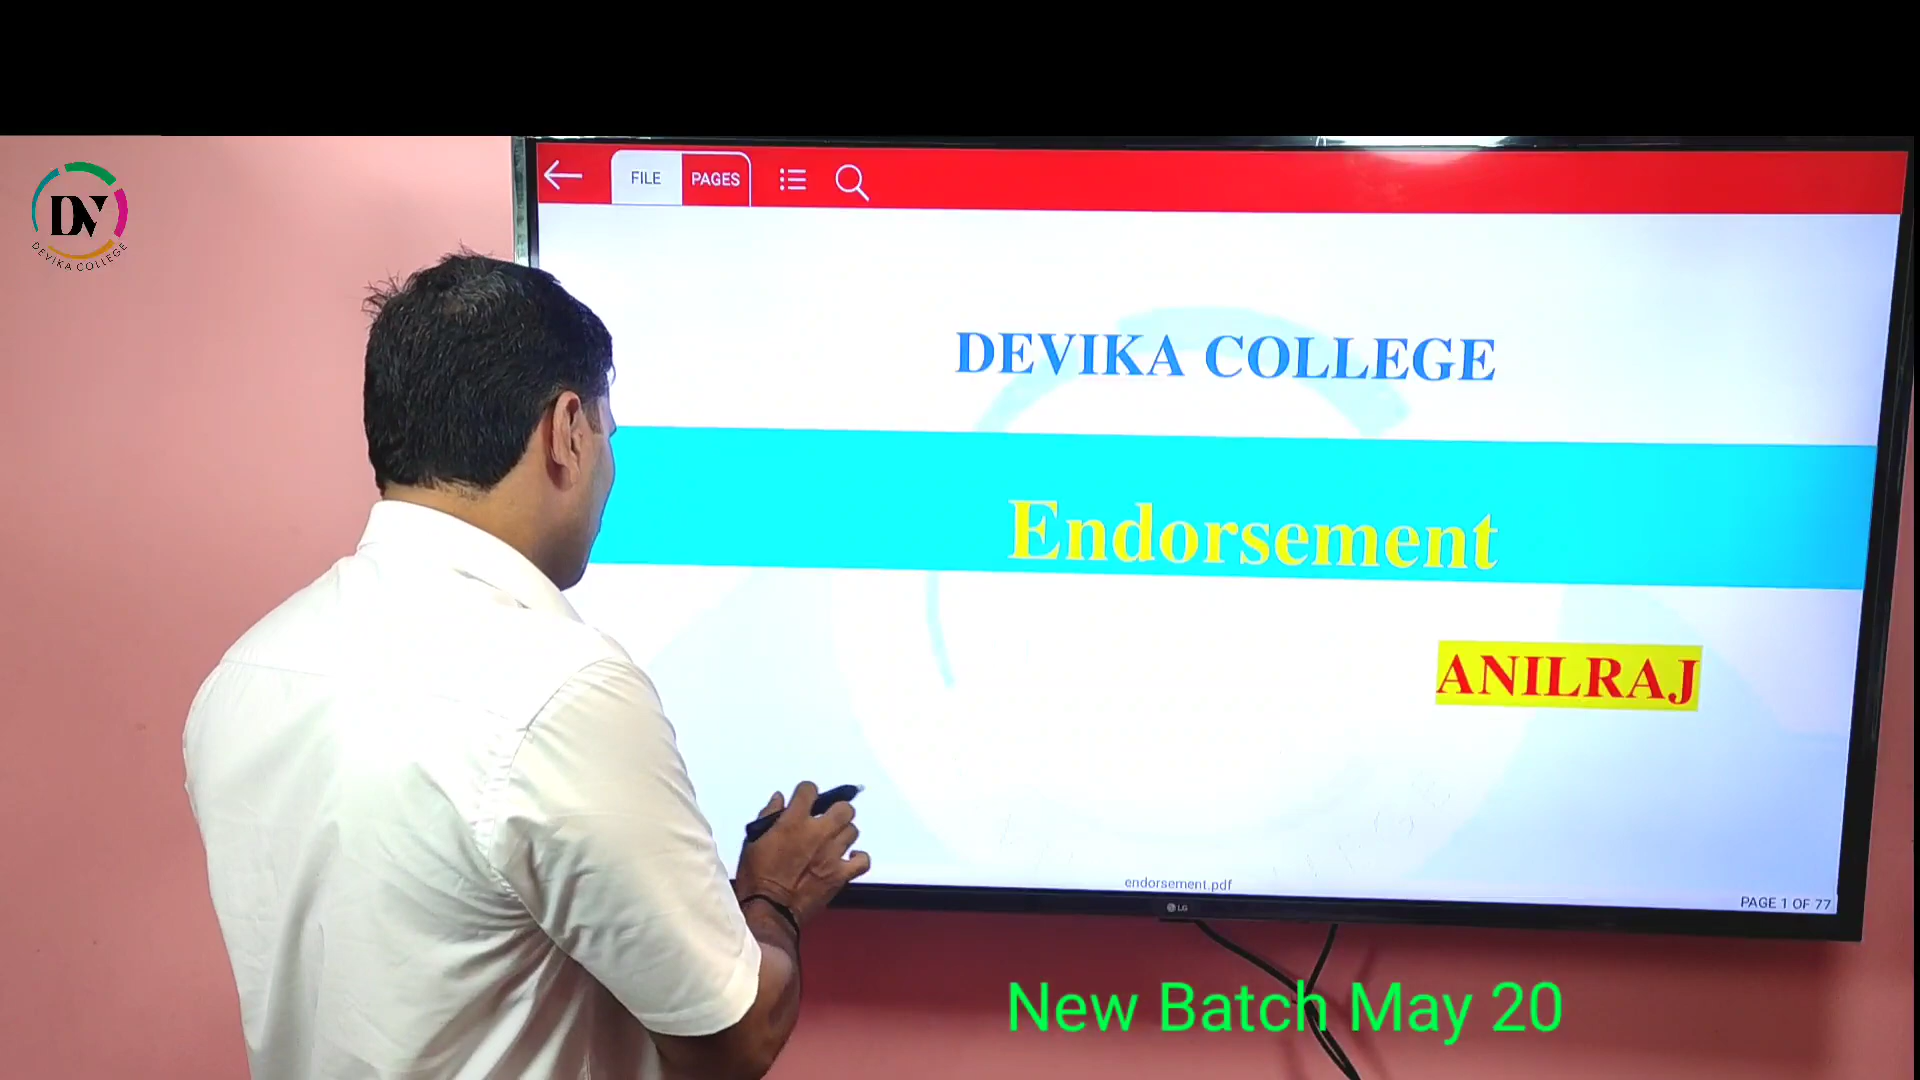 DV
DEVIKA COLLEGE
FILE
PAGES
DEVIKA COLLEGE
Endorsement
ANILRAJ
endorsement.pdf
PAGE 1 OF 77
LG
New Batch May 20